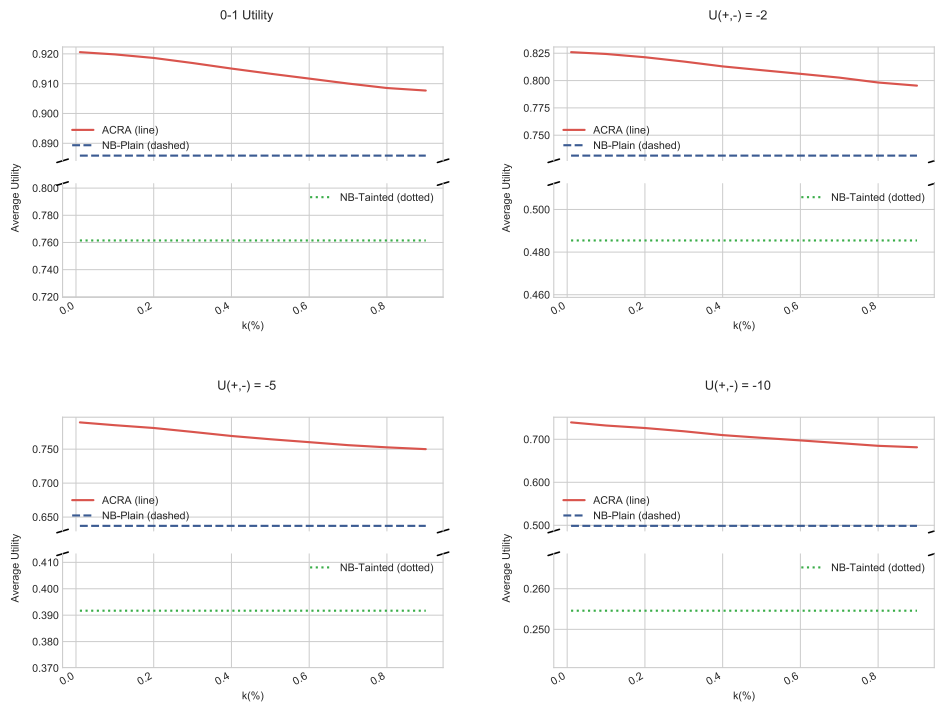 0-1 Utility
0.920
0.910
0.900
0.890
ACRA (line)
NB-Plain (dashed)
Average Utility
0.800
0.780
0.760
0.740
0.720
NB-Tainted (dotted)
0.0
0.2
0.4
0.6
0.8
k(%)
U(+,-) = -2
0.825
0.800
0.775
0.750
ACRA (line)
NB-Plain (dashed)
Average Utility
0.500
0.480
0.460
NB-Tainted (dotted)
0.0
0.2
0.4
0.6
0.8
k(%)
U(+,-) = -5
0.750
0.700
0.650
ACRA (line)
NB-Plain (dashed)
Average Utility
0.410
0.400
0.390
0.380
0.370
NB-Tainted (dotted)
0.0
0.2
0.4
0.6
0.8
k(%)
U(+,-) = -10
0.700
0.600
0.500
ACRA (line)
NB-Plain (dashed)
Average Utility
0.260
0.250
NB-Tainted (dotted)
0.0
0.2
0.4
0.6
0.8
k(%)